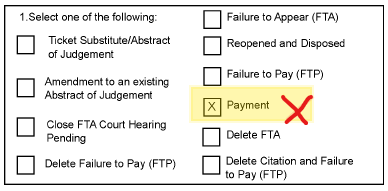 1.Select one of the following:
Ticket Substitute/Abstract
of Judgement
Amendment to an existing
Abstract of Judgement
Close FTA Court Hearing
Pending
Delete Failure to Pay (FTP)
Failure to Appear (FTA)
Reopened and Disposed
Failure to Pay (FTP)
X Payment
Delete FTA
Delete Citation and Failure
to Pay (FTP)